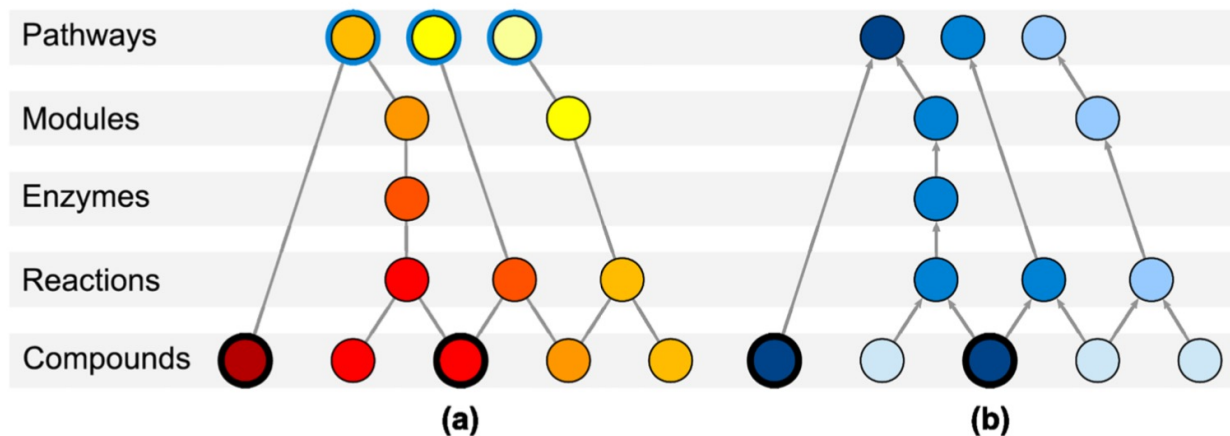 Pathways
Modules
Enzymes
Reactions
Compounds
(a)
(b)